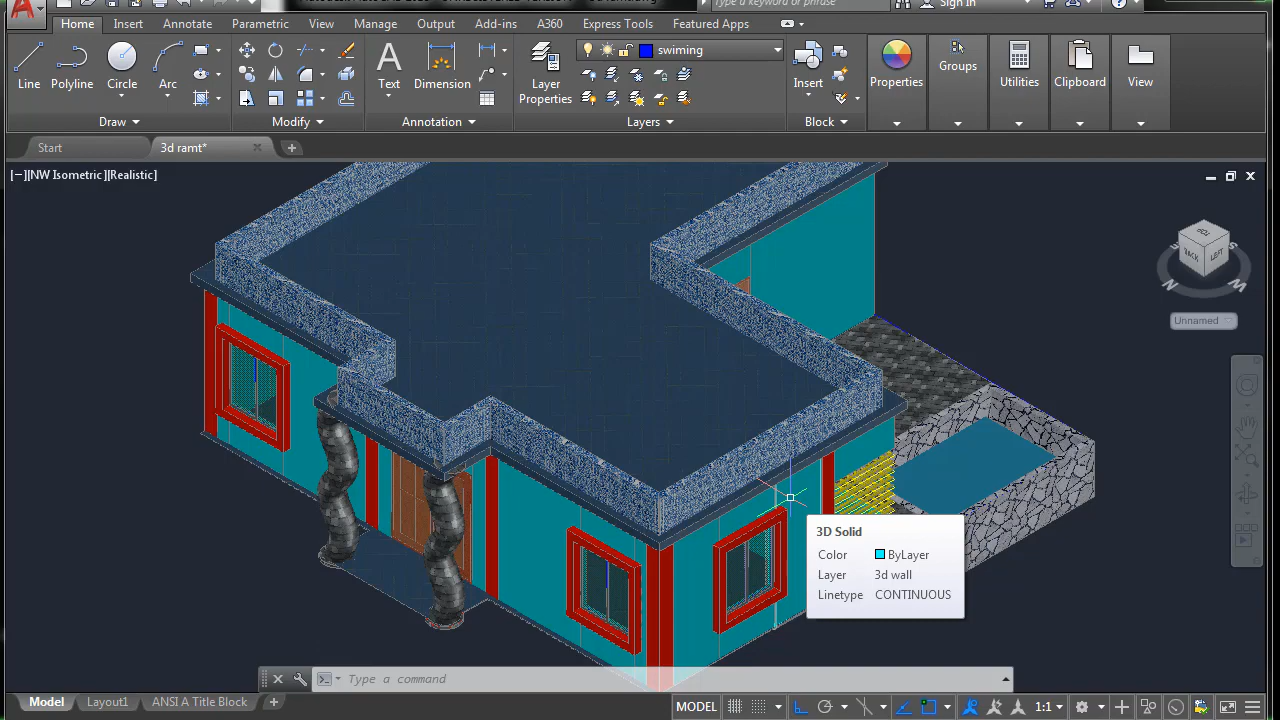 Type a keyword or phrase
Sign In
Home Insert Annotate Parametric View Manage Output Add-ins A360 Express Tools Featured Apps
swiming
Line Polyline Circle Arc
Text Dimension
Layer Properties
Insert
Properties Groups Utilities Clipboard View
Draw Modify Annotation Layers Block
Start 3d ramt*
[−][NW Isometric][Realistic]
TOP
BACK LEFT
N
Unnamed
3D Solid
Color ByLayer
Layer 3d wall
Linetype CONTINUOUS
Type a command
Model Layout1 ANSI A Title Block
MODEL 1:1